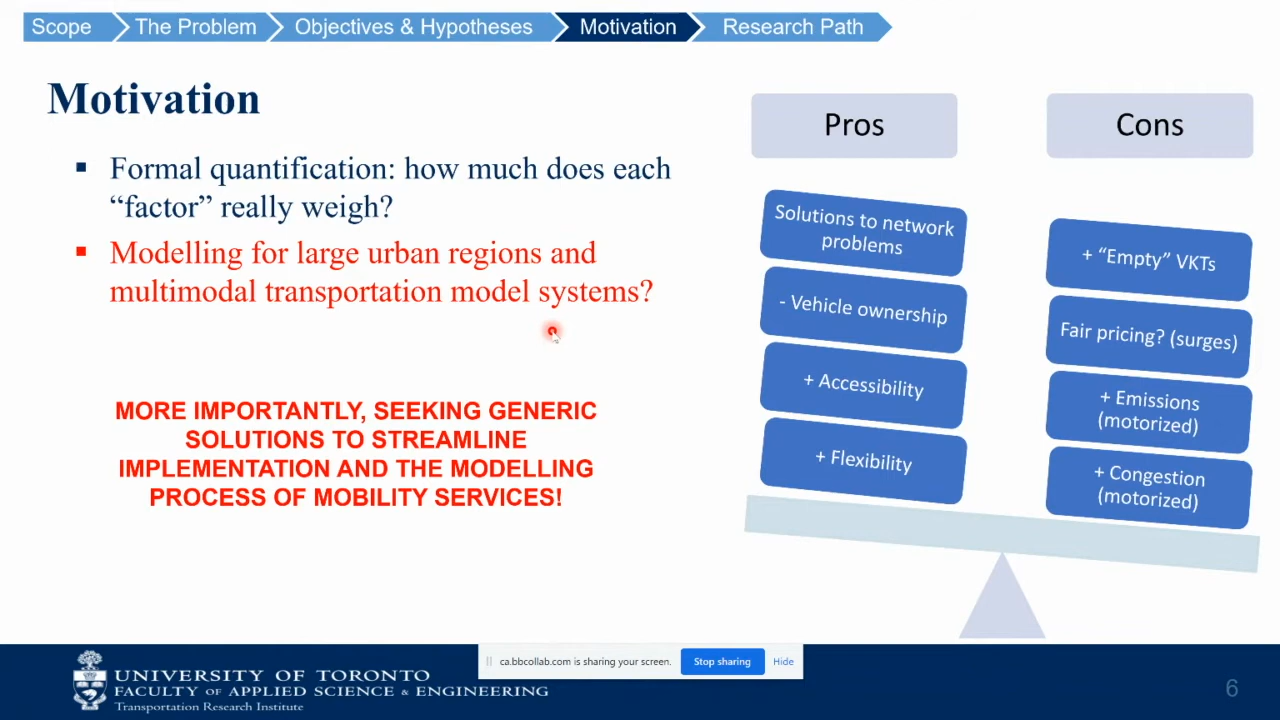 Scope
The Problem
Objectives & Hypotheses
Motivation
Research Path
Motivation
Formal quantification: how much does each
“factor” really weigh?
Modelling for large urban regions and
multimodal transportation model systems?
MORE IMPORTANTLY, SEEKING GENERIC
SOLUTIONS TO STREAMLINE
IMPLEMENTATION AND THE MODELLING
PROCESS OF MOBILITY SERVICES!
Pros
Solutions to network
problems
- Vehicle ownership
+ Accessibility
+ Flexibility
Cons
+ “Empty” VKTs
Fair pricing? (surges)
+ Emissions
(motorized)
+ Congestion
(motorized)
UNIVERSITY OF TORONTO
FACULTY OF APPLIED SCIENCE & ENGINEERING
Transportation Research Institute
ca.bbcollab.com is sharing your screen.
Stop sharing
Hide
6